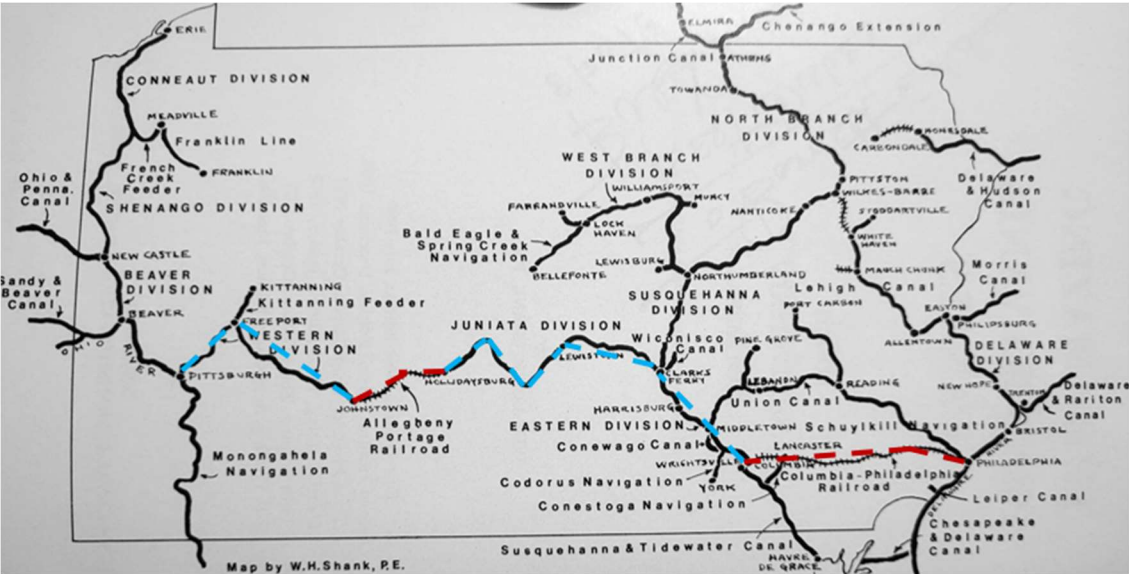 ERIE
CONNEAUT DIVISION
MEADVILLE
Franklin Line
French
Creek
Feeder
FRANKLIN
Ohio &
Penna.
Canal
SHENANGO DIVISION
NEW CASTLE
BEAVER
DIVISION
Sandy &
Beaver
Canal
BEAVER
OHIO
RIVER
KITTANNING
Kittanning Feeder
FREEPORT
WESTERN
DIVISION
PITTSBURGH
JOHNSTOWN
Allegheny
Portage
Railroad
HOLLIDAYSBURG
JUNIATA DIVISION
LEWISTOWN
Monongahela
Navigation
Map by W.H. Shank, P.E.
ELMIRA
Chenango Extension
Junction Canal
ATHENS
TOWANDA
NORTH BRANCH
DIVISION
HONESDALE
CARBONDALE
Delaware
& Hudson
Canal
WEST BRANCH
DIVISION
WILLIAMSPORT
MUNCY
FARRANDVILLE
LOCK
HAVEN
Bald Eagle &
Spring Creek
Navigation
BELLEFONTE
LEWISBURG
NORTHUMBERLAND
NANTICOKE
PITTSTON
WILKES-BARRE
STODDARTVILLE
WHITE
HAVEN
MAUCH CHUNK
Lehigh Canal
Morris
Canal
SUSQUEHANNA
DIVISION
Wiconisco
Canal
CLARKS
FERRY
PORT CARBON
PINE GROVE
EASTON
PHILIPSBURG
ALLENTOWN
DELAWARE
DIVISION
LEBANON
READING
Union Canal
NEW HOPE
TRENTON
Delaware
& Rariton
Canal
HARRISBURG
EASTERN DIVISION
MIDDLETOWN
Schuylkill Navigation
BRISTOL
RIVER
Conewago Canal
LANCASTER
WRIGHTSVILLE
COLUMBIA
PHILADELPHIA
Columbia-Philadelphia
Railroad
Codorus Navigation
YORK
Conestoga Navigation
Leiper Canal
DELAWARE
Chesapeake
& Delaware
Canal
Susquehanna & Tidewater Canal
HAVRE
DE GRACE